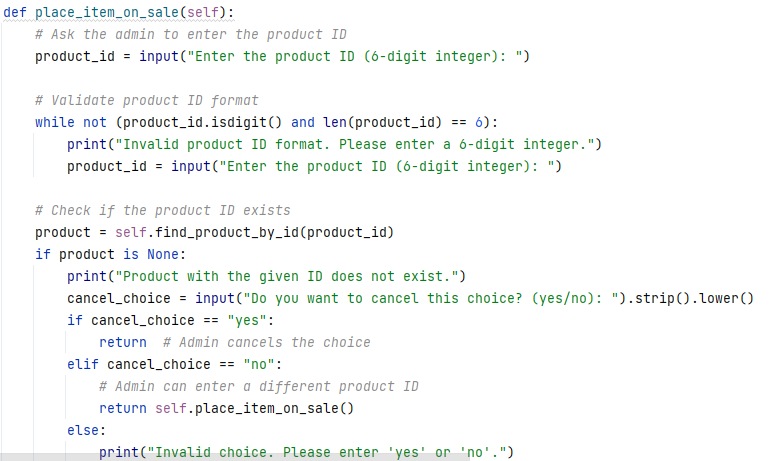 def place_item_on_sale(self):
    # Ask the admin to enter the product ID
    product_id = input("Enter the product ID (6-digit integer): ")

    # Validate product ID format
    while not (product_id.isdigit() and len(product_id) == 6):
        print("Invalid product ID format. Please enter a 6-digit integer.")
        product_id = input("Enter the product ID (6-digit integer): ")

    # Check if the product ID exists
    product = self.find_product_by_id(product_id)
    if product is None:
        print("Product with the given ID does not exist.")
        cancel_choice = input("Do you want to cancel this choice? (yes/no): ").strip().lower()
        if cancel_choice == "yes":
            return  # Admin cancels the choice
        elif cancel_choice == "no":
            # Admin can enter a different product ID
            return self.place_item_on_sale()
        else:
            print("Invalid choice. Please enter 'yes' or 'no'.")